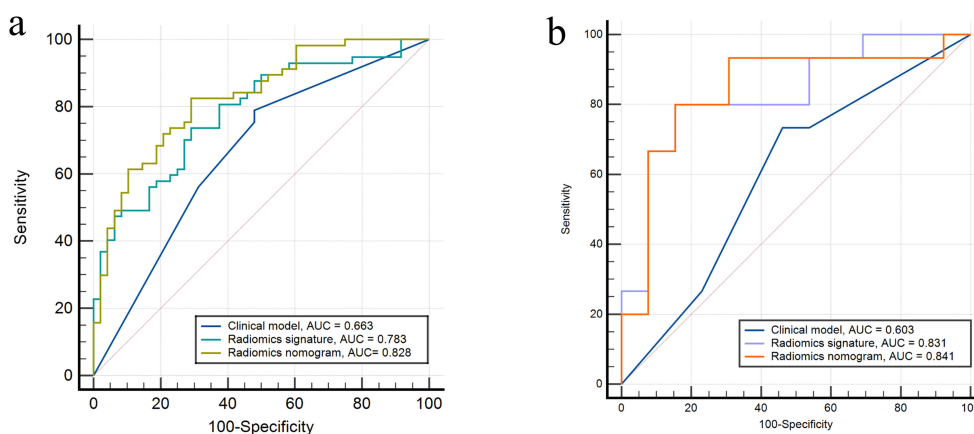 a
100
80
60
40
20
0
Sensitivity
Clinical model, AUC = 0.663
Radiomics signature, AUC = 0.783
Radiomics nomogram, AUC= 0.828
0 20 40 60 80 100
100-Specificity
b
100
80
60
40
20
0
Sensitivity
Clinical model, AUC = 0.603
Radiomics signature, AUC = 0.831
Radiomics nomogram, AUC = 0.841
0 20 40 60 80 10
100-Specificity